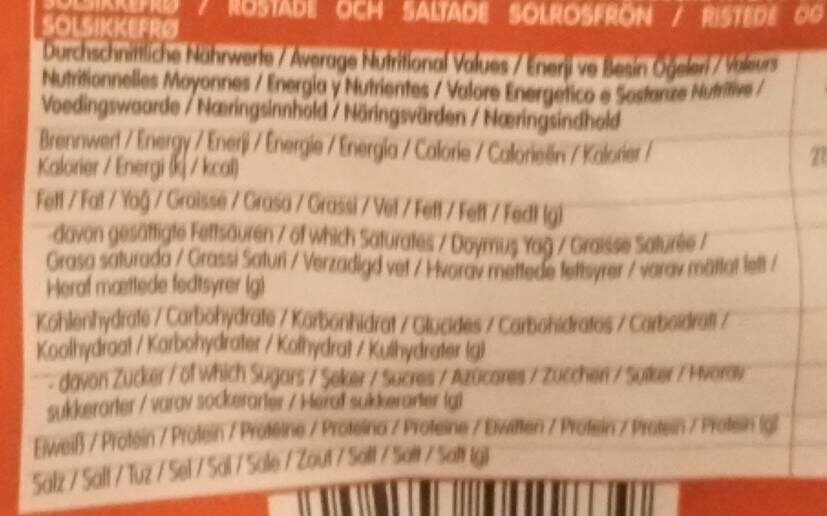 SOLSIKKEFRØ / ROSTADE OCH SALTADE SOLROSFRÖN / RISTEDE OG
SOLSIKKEFRØ
Durchschnittliche Nährwerte / Average Nutritional Values / Enerji ve Besin Öğeleri / Valeurs
Nutritionnelles Moyonnes / Energia y Nutrientes / Valore Energetico e Sostanze Nutritive /
Voedingswaarde / Næringsinnhold / Näringsvärden / Næringsindhold
Brennwert / Energy / Enerji / Énergie / Energía / Calorie / Calorieën / Kalorier /
Kalorier / Energi (kj / kcal)
Fett / Fat / Yağ / Graisse / Grasa / Grassi / Vet / Fett / Fett / Fedt (g)
-davon gesättigte Fettsäuren / of which Saturates / Doymuş Yağ / Graisse Saturée /
Grasa saturada / Grassi Saturi / Verzadigd vet / Hvorav mettede fettsyrer / varav mättat fett /
Heraf mættede fedtsyrer (g)
Kohlenhydrate / Carbohydrate / Karbonhidrat / Glucides / Carbohidratos / Carboidrati /
Koolhydraat / Karbohydrater / Kolhydrat / Kulhydrater (g)
- davon Zucker / of which Sugars / Şeker / Sucres / Azúcares / Zuccheri / Suiker / Hvorav
sukkerarter / varav sockerarter / Heraf sukkerarter (g)
Eiweiß / Protein / Protein / Protéine / Proteina / Proteine / Eiwitten / Protein / Protein / Protein (g)
Salz / Salt / Tuz / Sel / Sal / Sale / Zout / Salt / Salt / Salt (g)